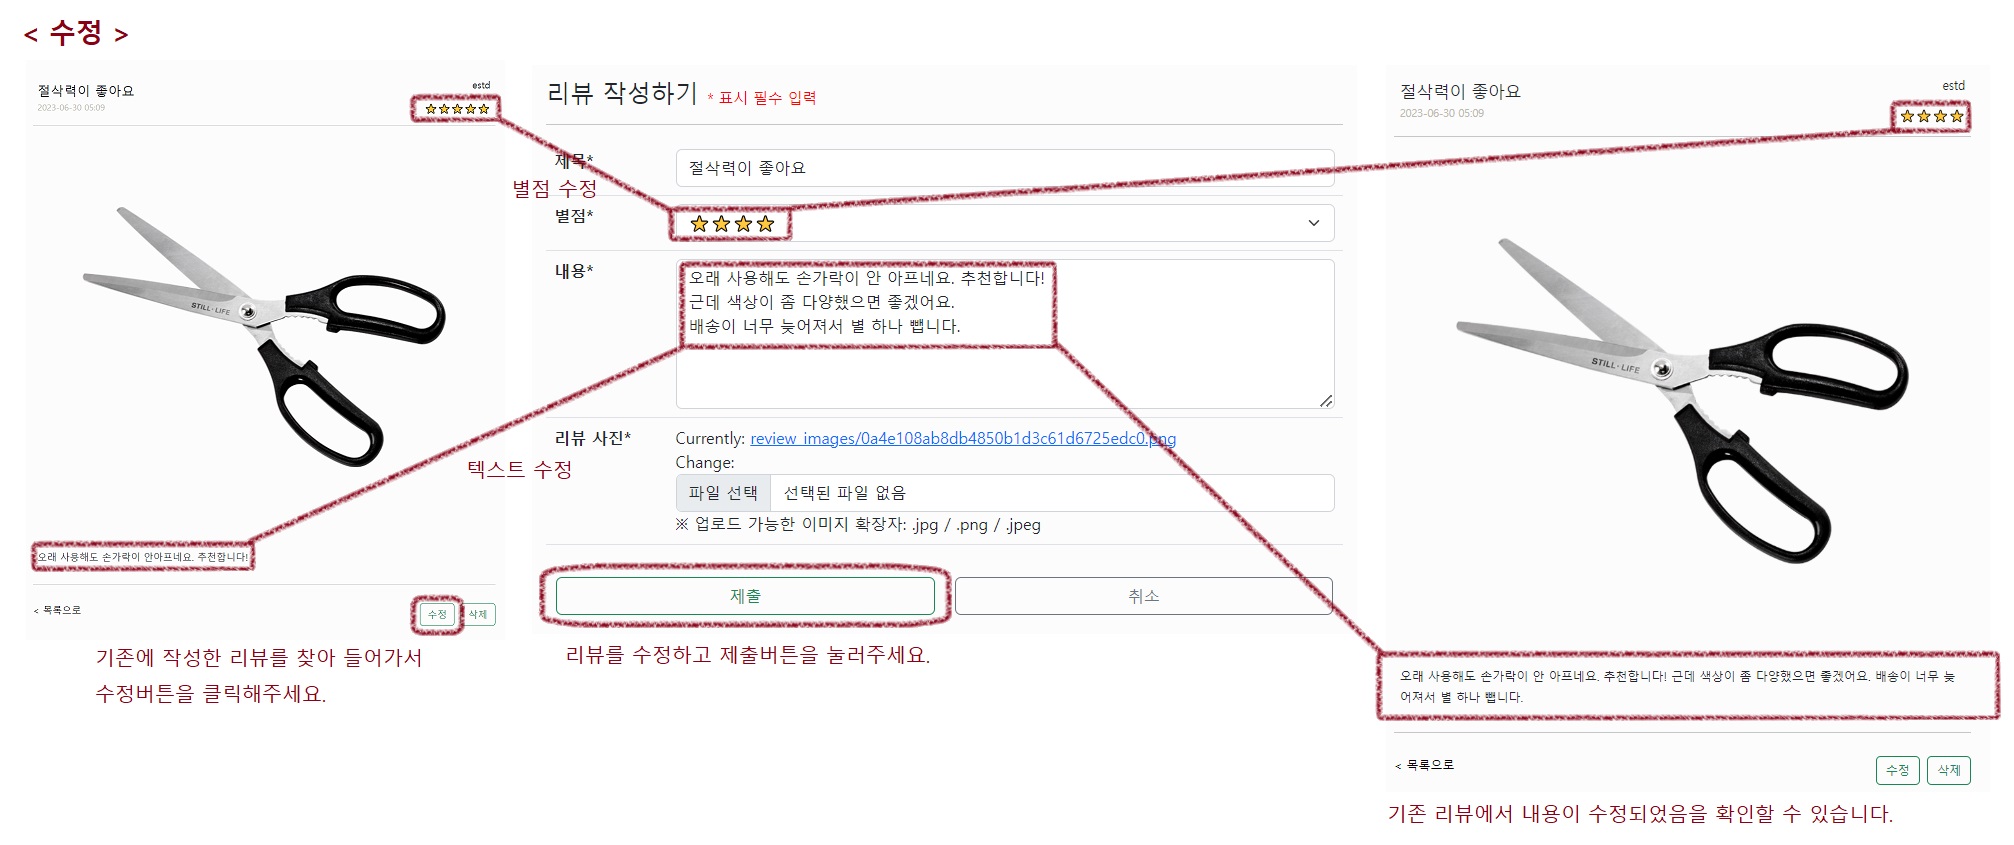 < 수정 >
절삭력이 좋아요
estd
2023-06-30 05:09
STILL·LIFE
오래 사용해도 손가락이 안아프네요. 추천합니다!
< 목록으로
수정
삭제
기존에 작성한 리뷰를 찾아 들어가서
수정버튼을 클릭해주세요.
리뷰 작성하기 * 표시 필수 입력
제목*
절삭력이 좋아요
별점 수정
별점*
내용*
오래 사용해도 손가락이 안 아프네요. 추천합니다!
근데 색상이 좀 다양했으면 좋겠어요.
배송이 너무 늦어져서 별 하나 뺍니다.
리뷰 사진*
Currently: review_images/0a4e108ab8db4850b1d3c61d6725edc0.png
Change:
텍스트 수정
파일 선택
선택된 파일 없음
※ 업로드 가능한 이미지 확장자: .jpg / .png / .jpeg
제출
취소
리뷰를 수정하고 제출버튼을 눌러주세요.
절삭력이 좋아요
estd
2023-06-30 05:09
STILL·LIFE
오래 사용해도 손가락이 안 아프네요. 추천합니다! 근데 색상이 좀 다양했으면 좋겠어요. 배송이 너무 늦
어져서 별 하나 뺍니다.
< 목록으로
수정
삭제
기존 리뷰에서 내용이 수정되었음을 확인할 수 있습니다.